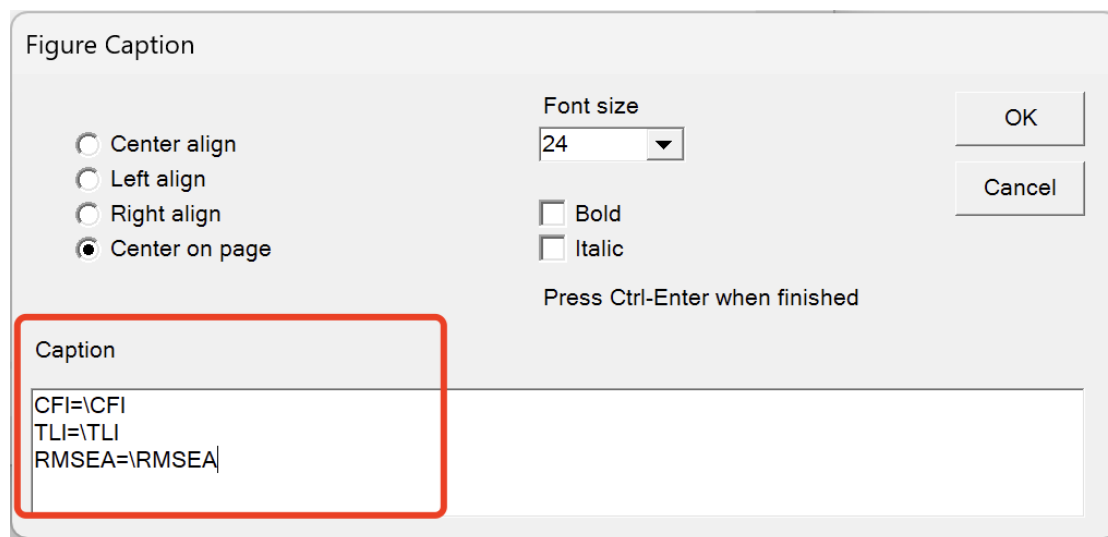 Figure Caption
Font size
OK
24
Center align
Left align
Cancel
Right align
Bold
Center on page
Italic
Press Ctrl-Enter when finished
Caption
CFI=\CFI
TLI=\TLI
RMSEA=\RMSEA